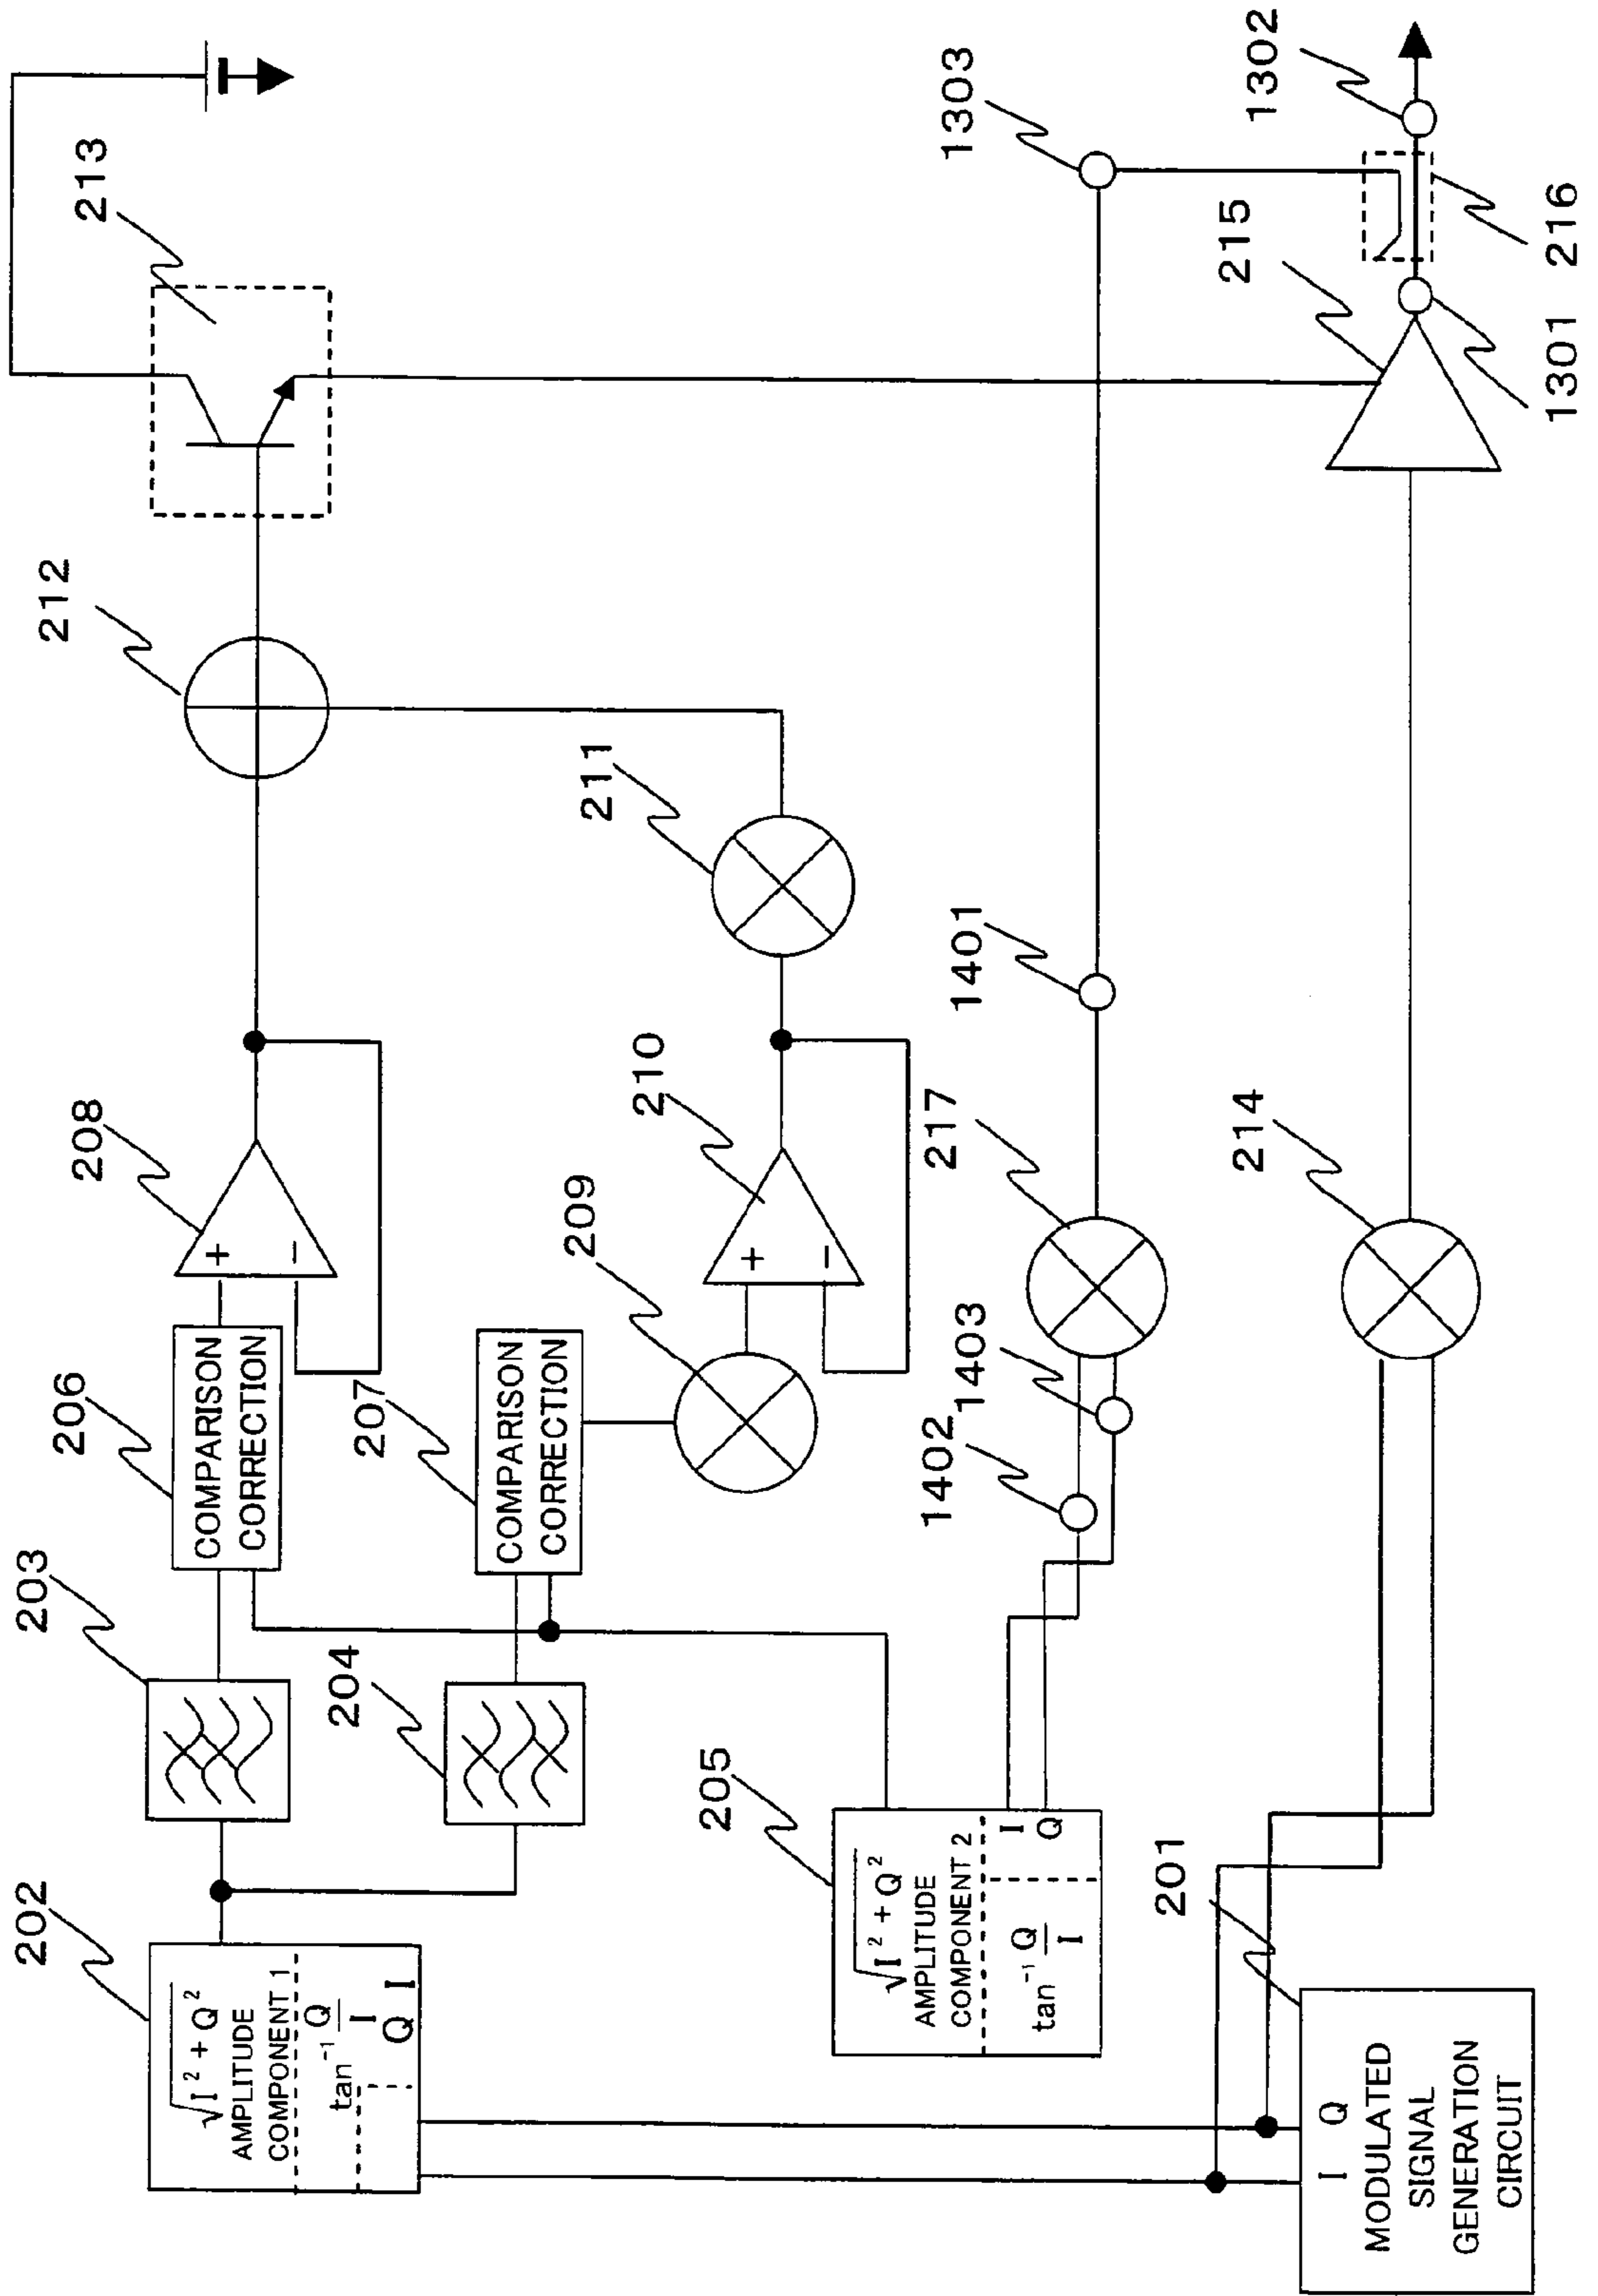 213
212
208
206
COMPARISON
CORRECTION
+
−
203
202
√I² + Q²
AMPLITUDE
COMPONENT 1
tan⁻¹ Q/I
Q I
211
210
+
−
209
207
COMPARISON
CORRECTION
204
205
√I² + Q²
AMPLITUDE
COMPONENT 2
tan⁻¹ Q/I
I
Q
1303
1401
217
1403
1402
1302
216
215
1301
214
201
I Q
MODULATED
SIGNAL
GENERATION
CIRCUIT